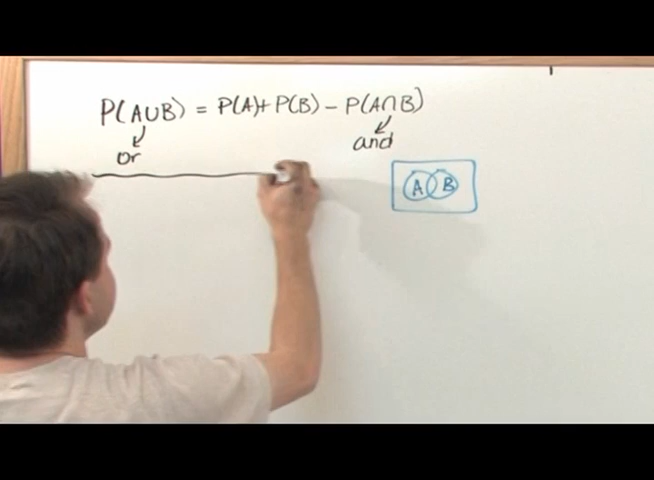 P(A∪B) = P(A)+ P(B) − P(A∩B)
or and
A B